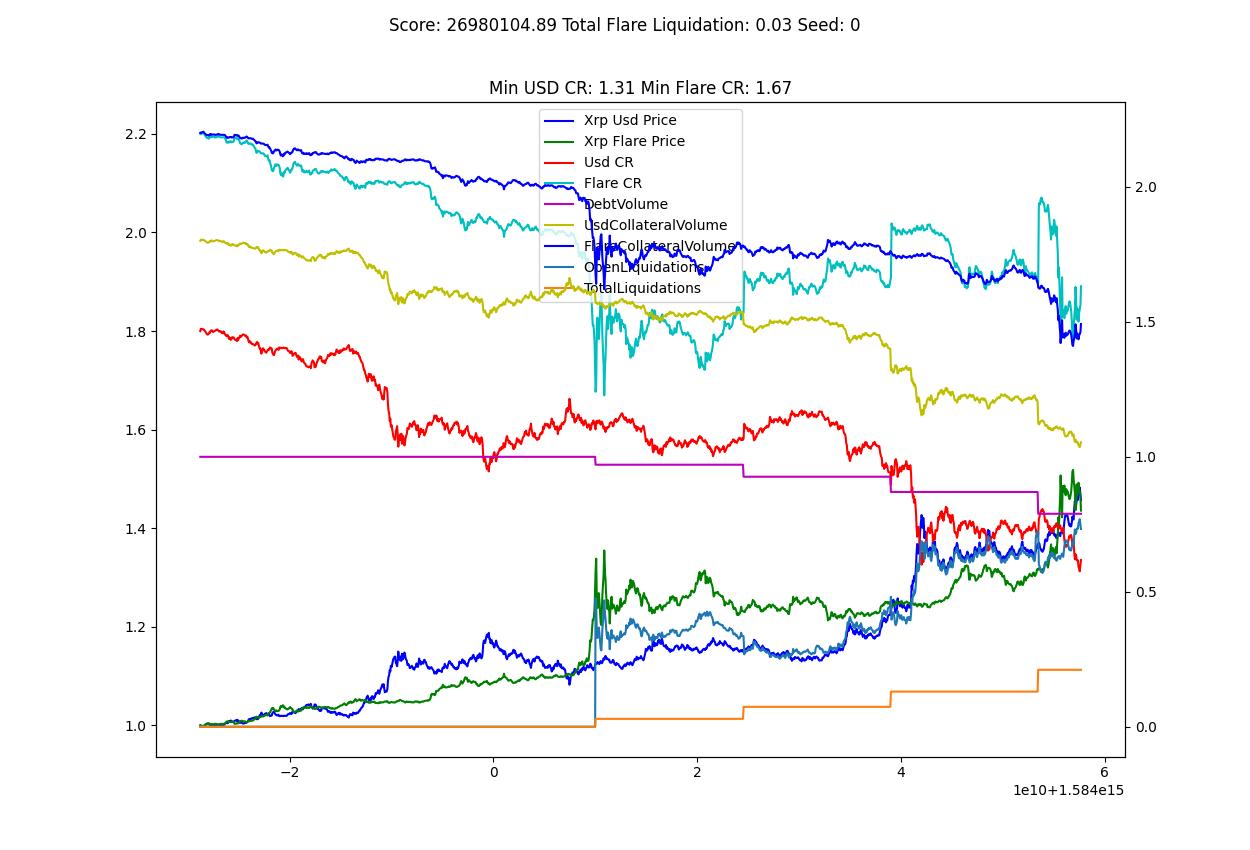 Score: 26980104.89 Total Flare Liquidation: 0.03 Seed: 0
Min USD CR: 1.31 Min Flare CR: 1.67
Xrp Usd Price
Xrp Flare Price
Usd CR
Flare CR
DebtVolume
UsdCollateralVolume
FlareCollateralVolume
OpenLiquidations
TotalLiquidations
2.2
2.0
1.8
1.6
1.4
1.2
1.0
2.0
1.5
1.0
0.5
0.0
−2 0 2 4 6
1e10+1.584e15